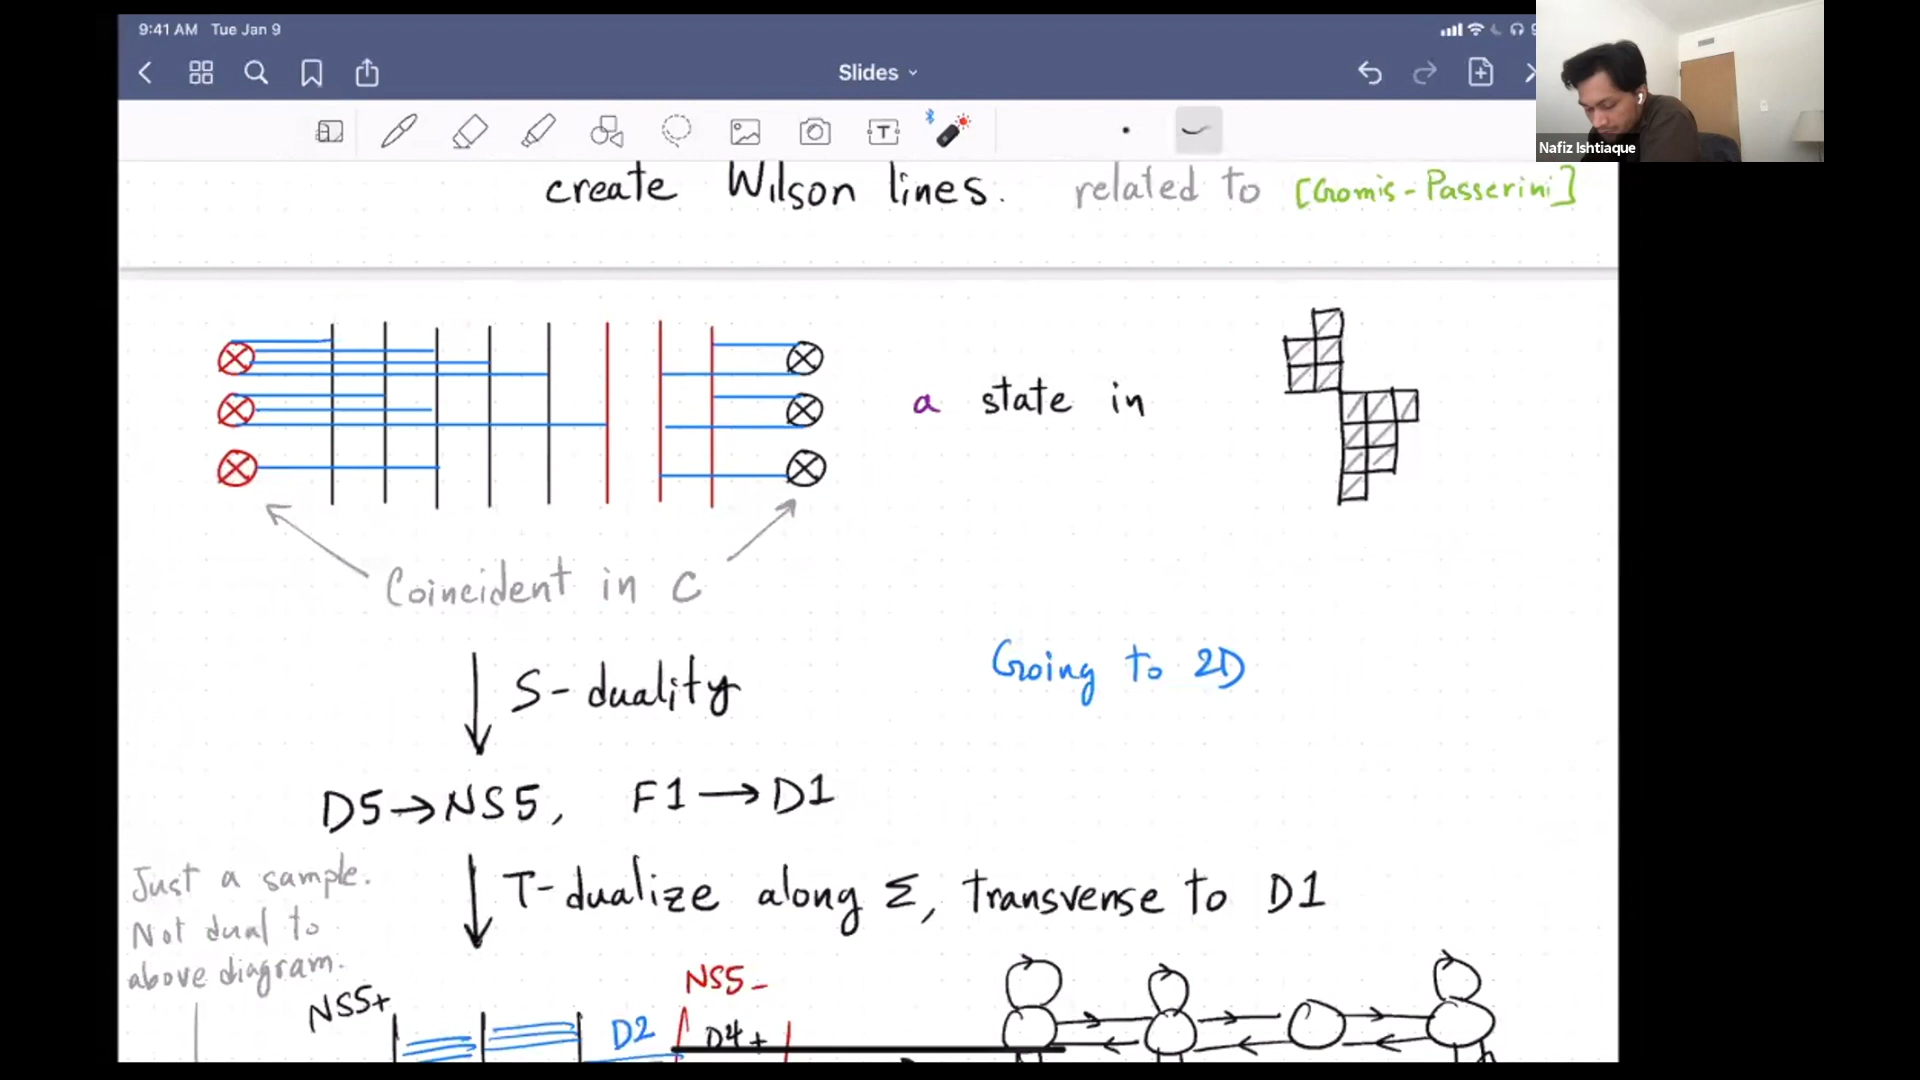 9:41 AM Tue Jan 9
Slides
Nafiz Ishtiaque
create Wilson lines. related to [Gomis-Passerini]
a state in
Coincident in C
S-duality
Going to 2D
D5→NS5, F1→D1
T-dualize along Σ, transverse to D1
Just a sample.
Not dual to
above diagram.
NS5+
D2
NS5-
D4+